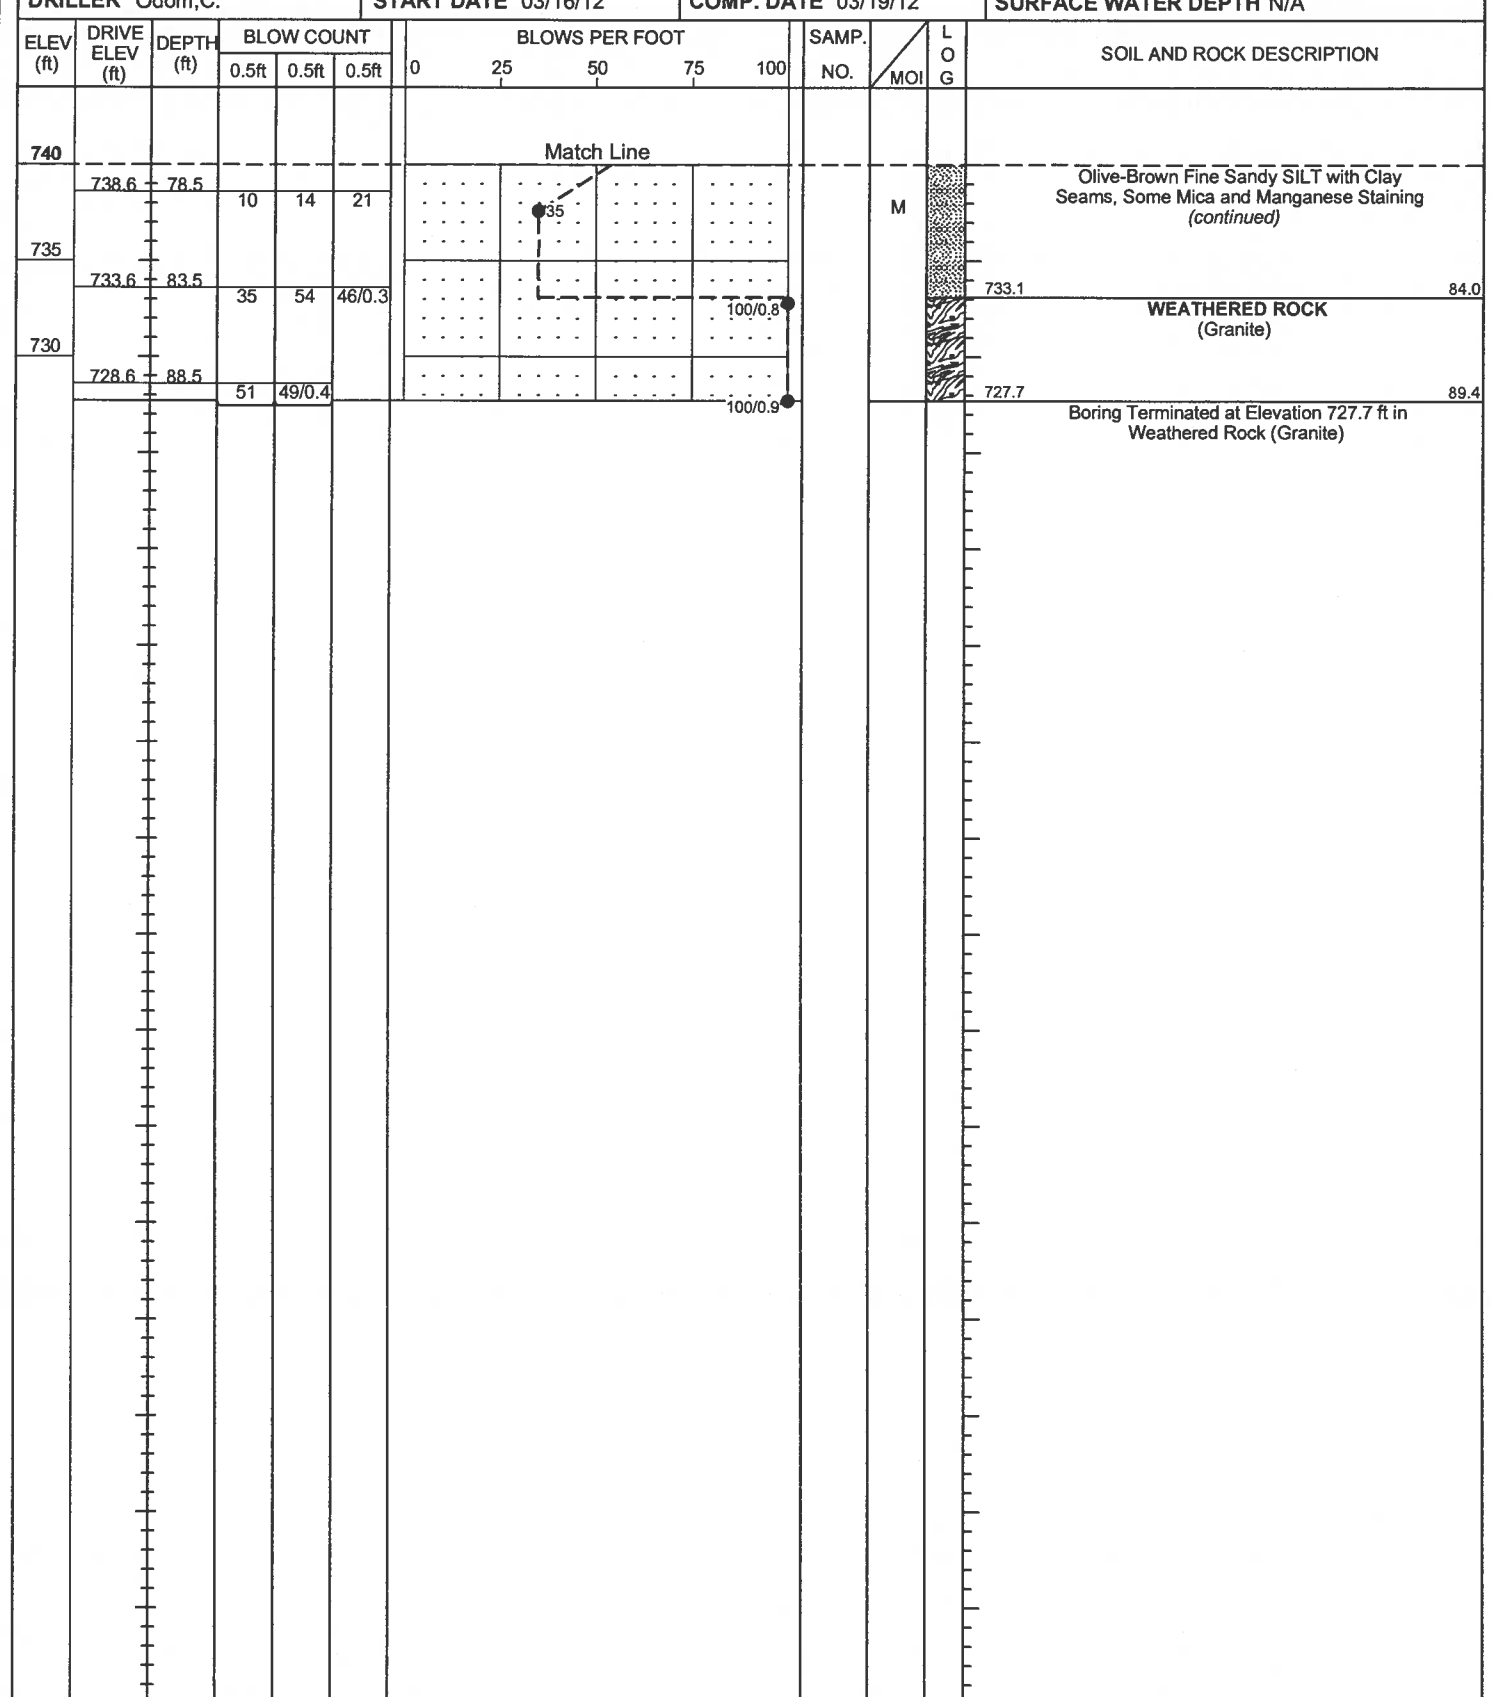 DRILLER Odom,C. START DATE 03/16/12 COMP. DATE 03/19/12 SURFACE WATER DEPTH N/A
ELEV (ft) DRIVE ELEV (ft) DEPTH (ft) BLOW COUNT BLOWS PER FOOT SAMP. NO. MOI LOG SOIL AND ROCK DESCRIPTION
0.5ft 0.5ft 0.5ft 0 25 50 75 100
740 Match Line
738.6 78.5 10 14 21 35 M
Olive-Brown Fine Sandy SILT with Clay
Seams, Some Mica and Manganese Staining
(continued)
735
733.6 83.5 35 54 46/0.3 100/0.8
733.1 84.0
WEATHERED ROCK
(Granite)
730
728.6 88.5 51 49/0.4 100/0.9
727.7 89.4
Boring Terminated at Elevation 727.7 ft in
Weathered Rock (Granite)